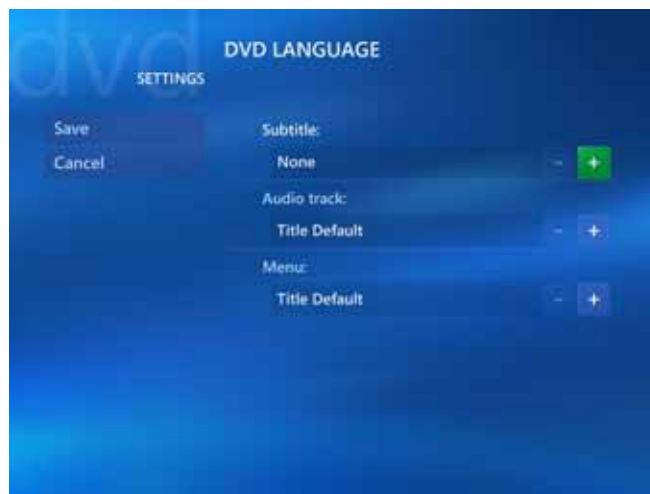 dvd
DVD LANGUAGE
SETTINGS
Save
Cancel
Subtitle:
None
- +
Audio track:
Title Default
- +
Menu:
Title Default
- +